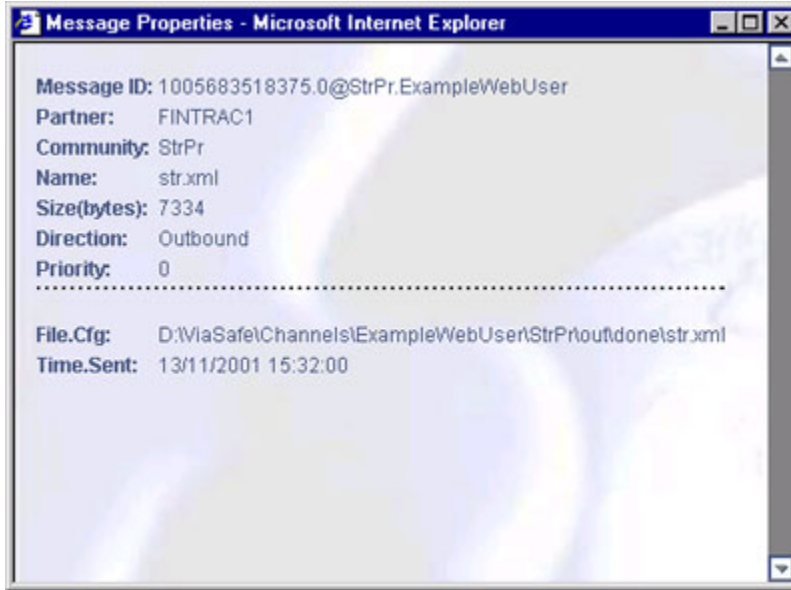 Message Properties - Microsoft Internet Explorer
Message ID: 1005683518375.0@StrPr.ExampleWebUser
Partner: FINTRAC1
Community: StrPr
Name: str.xml
Size(bytes): 7334
Direction: Outbound
Priority: 0
File.Cfg: D:\ViaSafe\Channels\ExampleWebUser\StrPr\out\done\str.xml
Time.Sent: 13/11/2001 15:32:00